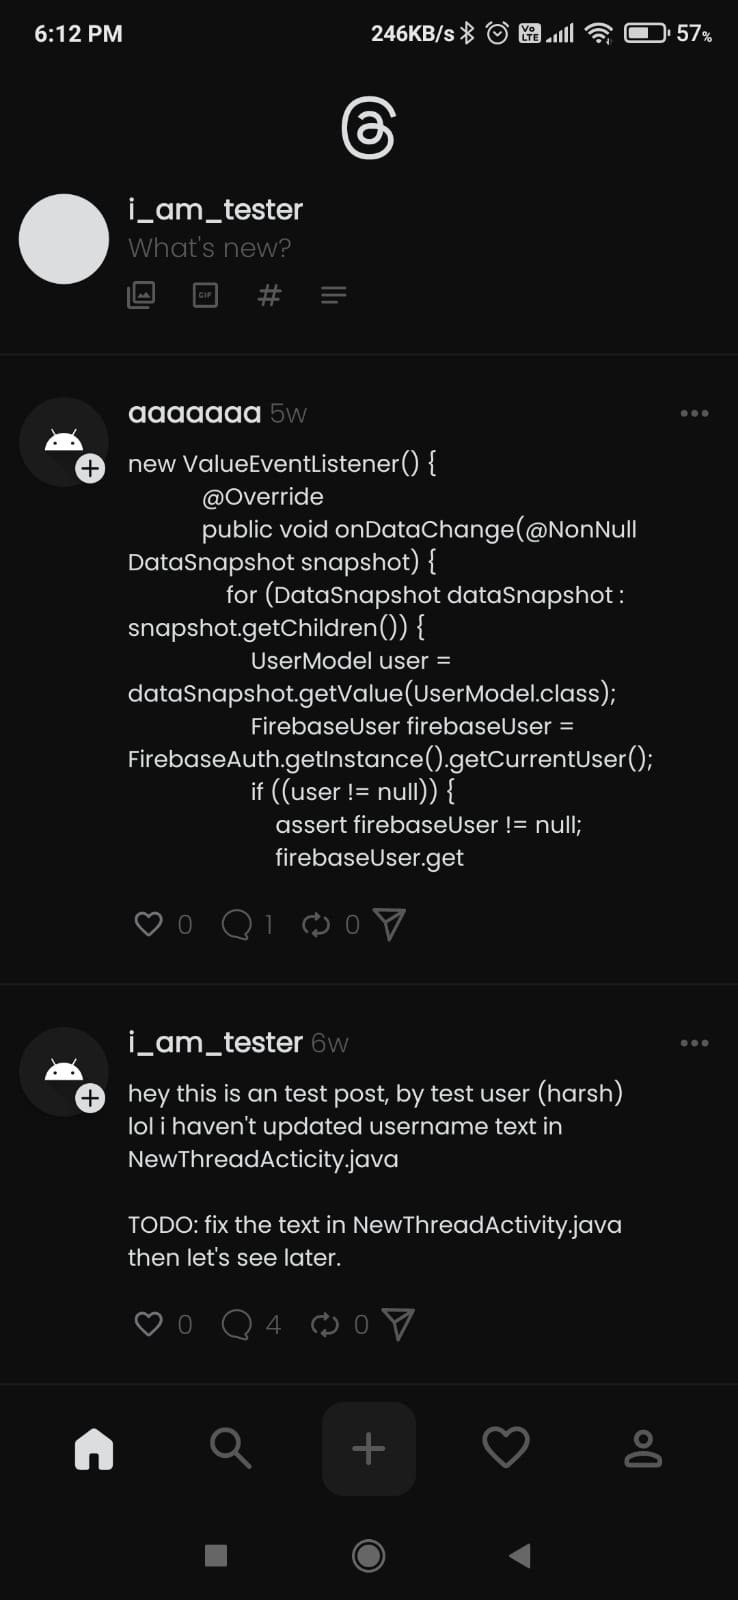 6:12 PM 246KB/s Vo LTE 57%
i_am_tester
What's new?
GIF #
aaaaaaa 5w
new ValueEventListener() {
@Override
public void onDataChange(@NonNull
DataSnapshot snapshot) {
for (DataSnapshot dataSnapshot :
snapshot.getChildren()) {
UserModel user =
dataSnapshot.getValue(UserModel.class);
FirebaseUser firebaseUser =
FirebaseAuth.getInstance().getCurrentUser();
if ((user != null)) {
assert firebaseUser != null;
firebaseUser.get
0 1 0
i_am_tester 6w
hey this is an test post, by test user (harsh)
lol i haven't updated username text in
NewThreadActicity.java
TODO: fix the text in NewThreadActivity.java
then let's see later.
0 4 0